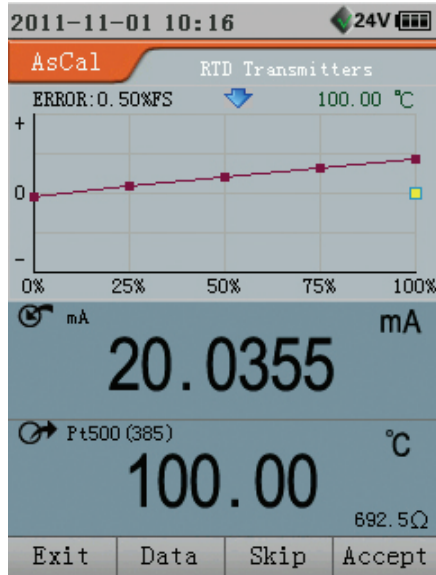 2011-11-01 10:16 24V
AsCal RTD Transmitters
ERROR:0.50%FS 100.00 ℃
+
0
−
0% 25% 50% 75% 100%
mA mA
20.0355
Pt500(385) ℃
100.00
692.5Ω
Exit Data Skip Accept